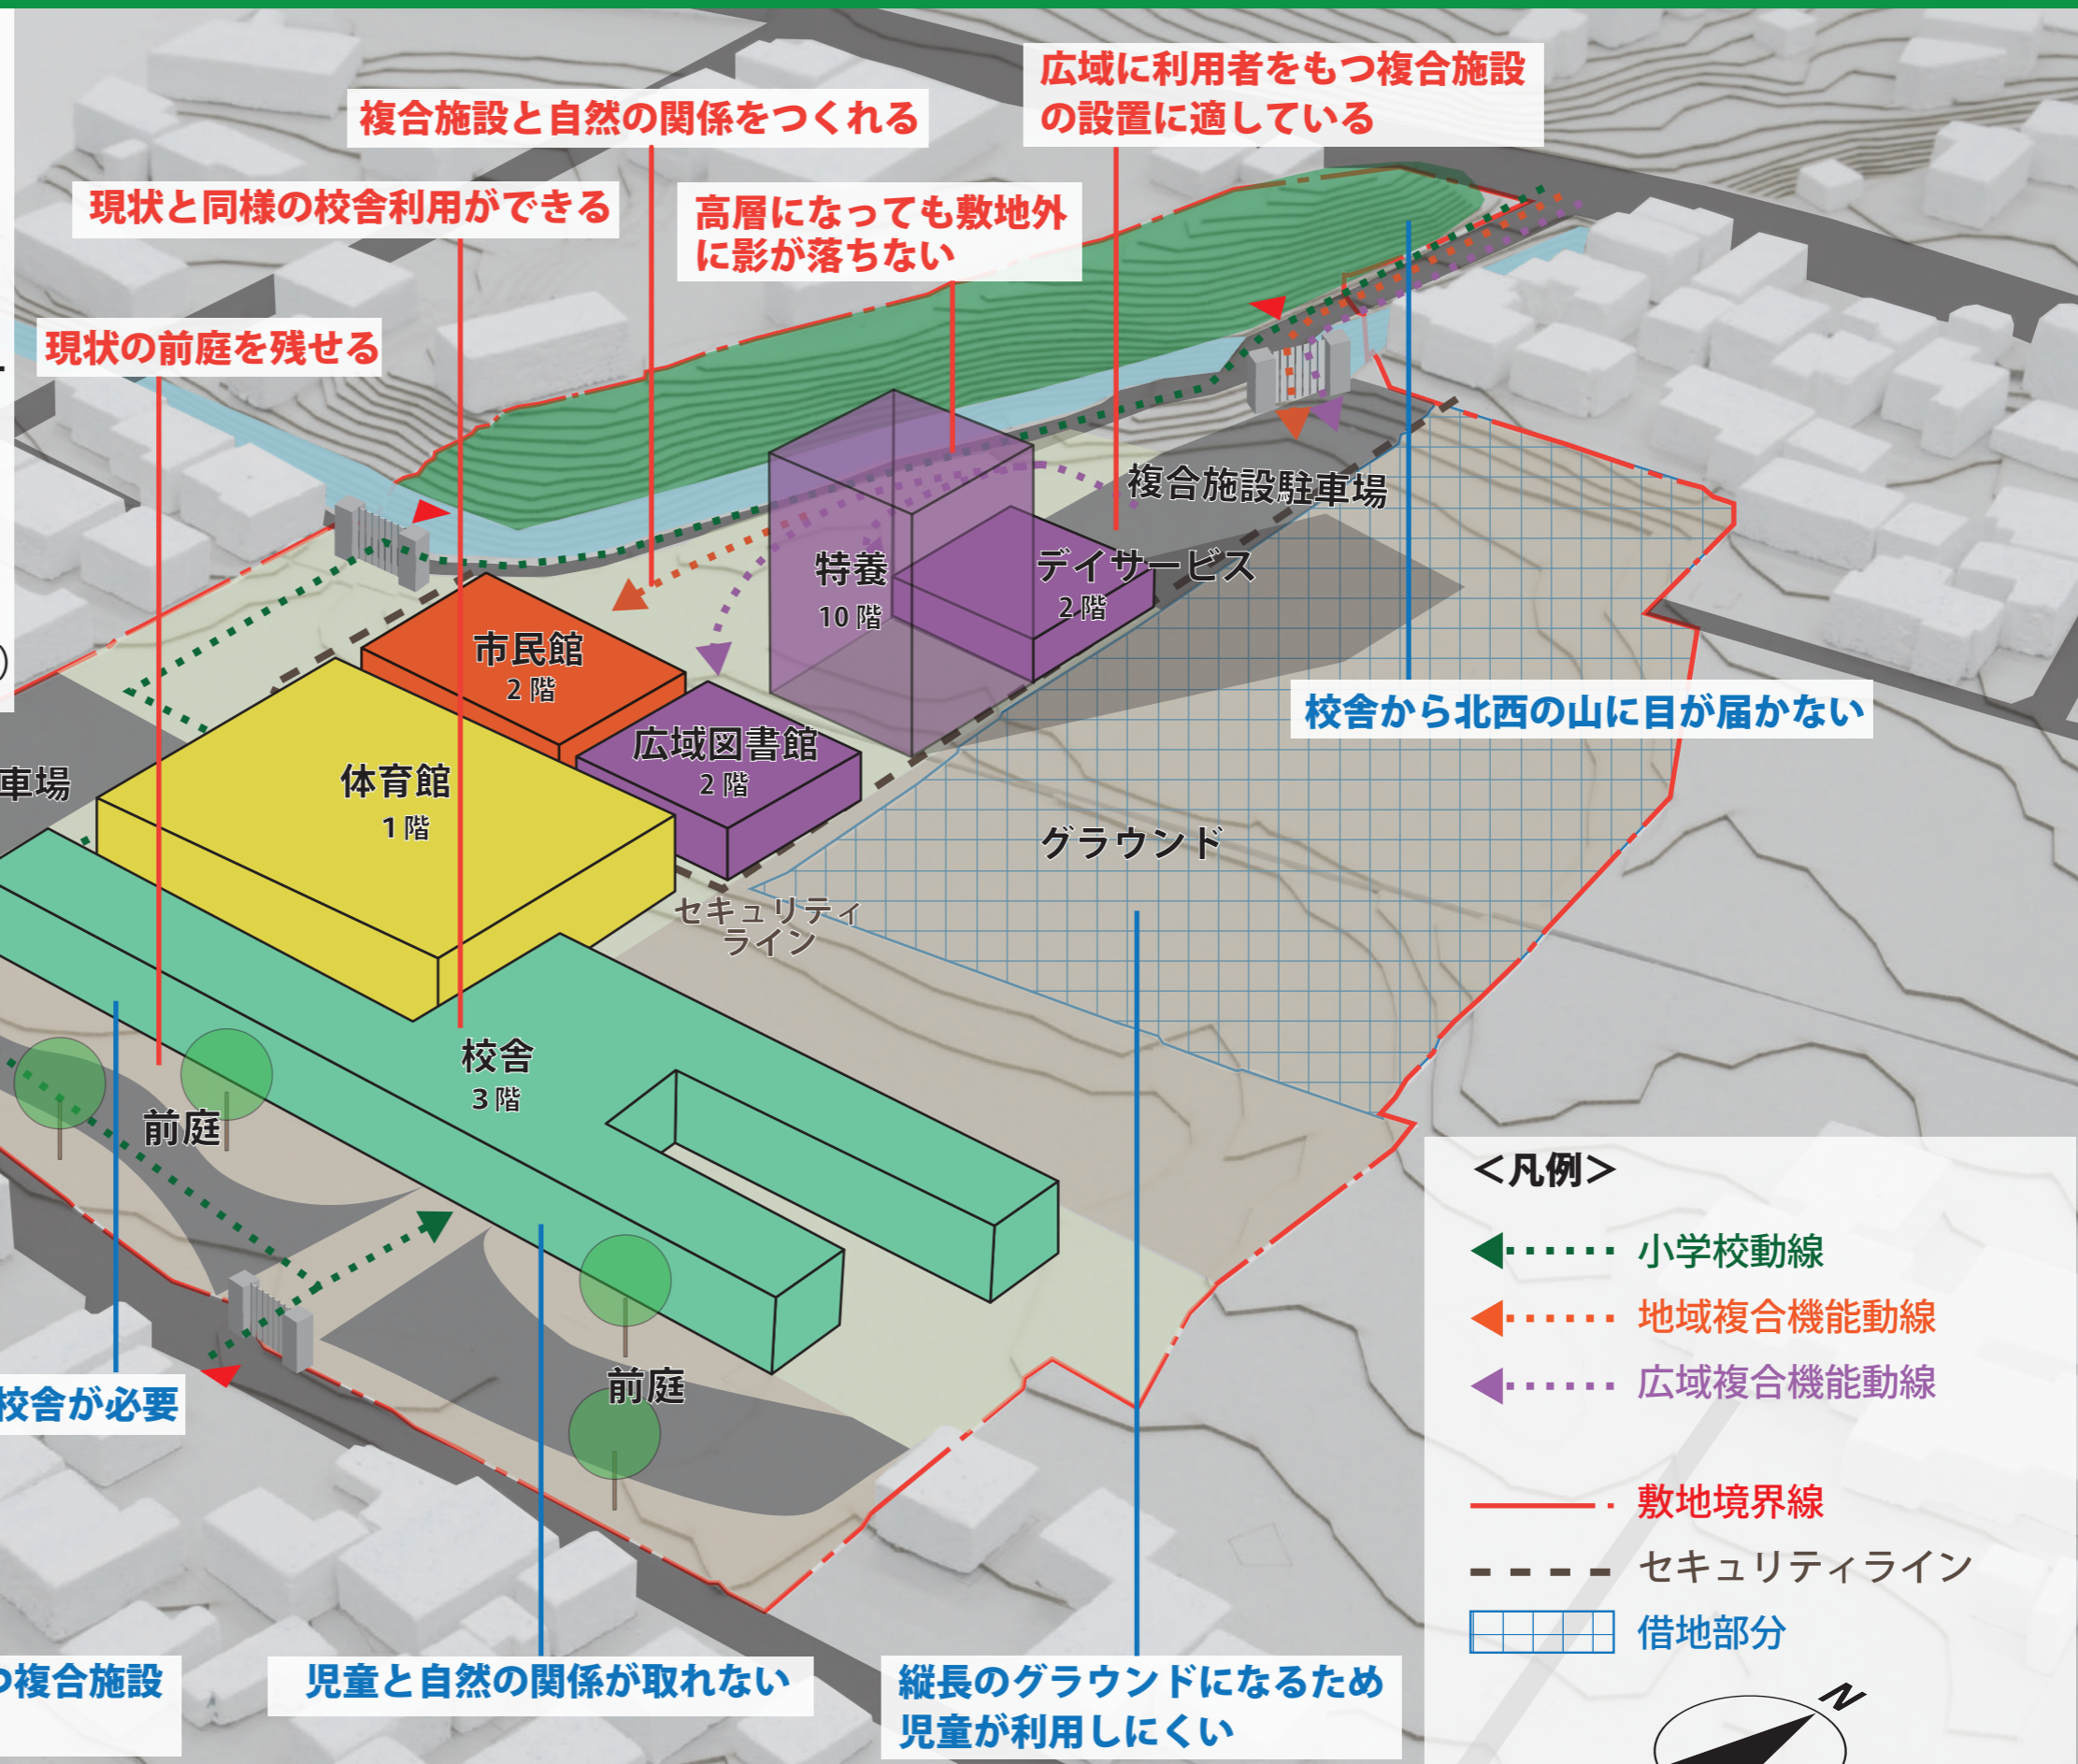 広域に利用者をもつ複合施設
の設置に適している
複合施設と自然の関係をつくれる
現状と同様の校舎利用ができる
高層になっても敷地外
に影が落ちない
現状の前庭を残せる
複合施設駐車場
特養
10 階
デイサービス
2 階
市民館
2 階
校舎から北西の山に目が届かない
広域図書館
2 階
車場
体育館
1 階
グラウンド
セキュリティ
ライン
校舎
3 階
前庭
前庭
校舎が必要
つ複合施設
児童と自然の関係が取れない
縦長のグラウンドになるため
児童が利用しにくい
＜凡例＞
小学校動線
地域複合機能動線
広域複合機能動線
敷地境界線
セキュリティライン
借地部分
N